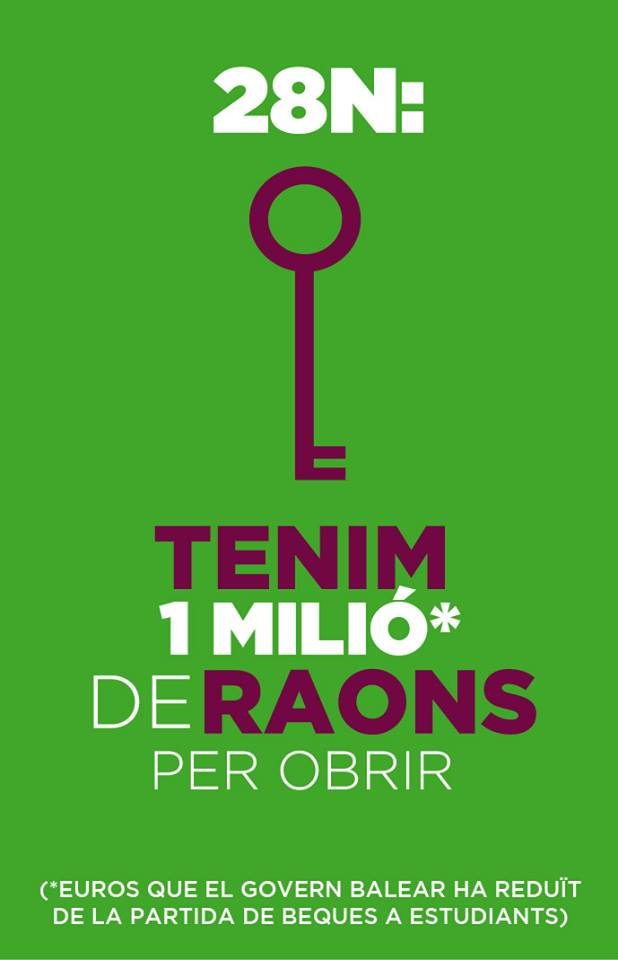 28N:
TENIM
1 MILIÓ*
DE RAONS
PER OBRIR
(*EUROS QUE EL GOVERN BALEAR HA REDUÏT
DE LA PARTIDA DE BEQUES A ESTUDIANTS)